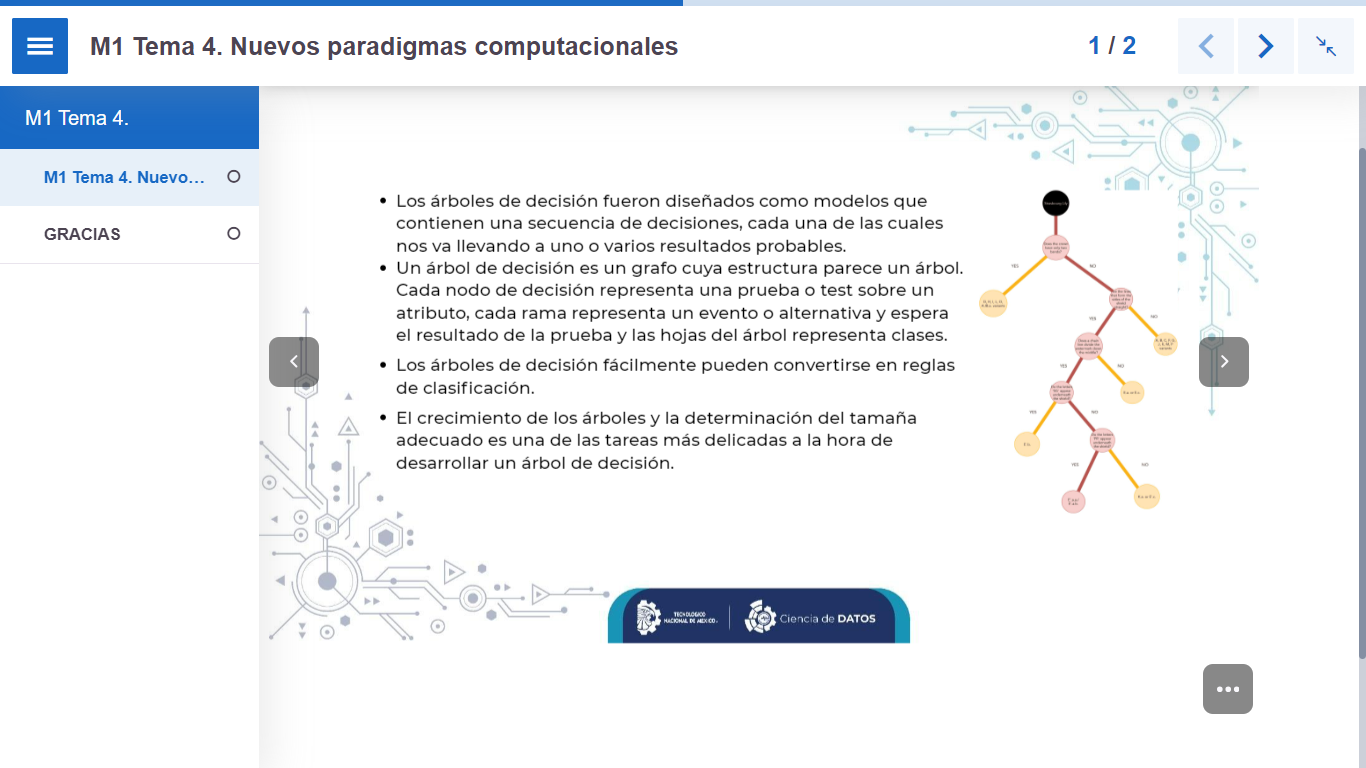 M1 Tema 4. Nuevos paradigmas computacionales
1 / 2
M1 Tema 4.
M1 Tema 4. Nuevo...
GRACIAS
• Los árboles de decisión fueron diseñados como modelos que
contienen una secuencia de decisiones, cada una de las cuales
nos va llevando a uno o varios resultados probables.
• Un árbol de decisión es un grafo cuya estructura parece un árbol.
Cada nodo de decisión representa una prueba o test sobre un
atributo, cada rama representa un evento o alternativa y espera
el resultado de la prueba y las hojas del árbol representa clases.
• Los árboles de decisión fácilmente pueden convertirse en reglas
de clasificación.
• El crecimiento de los árboles y la determinación del tamaña
adecuado es una de las tareas más delicadas a la hora de
desarrollar un árbol de decisión.
YES
NO
YES
NO
YES
NO
YES
NO
YES
NO
TECNOLÓGICO
NACIONAL DE MÉXICO
Ciencia de DATOS